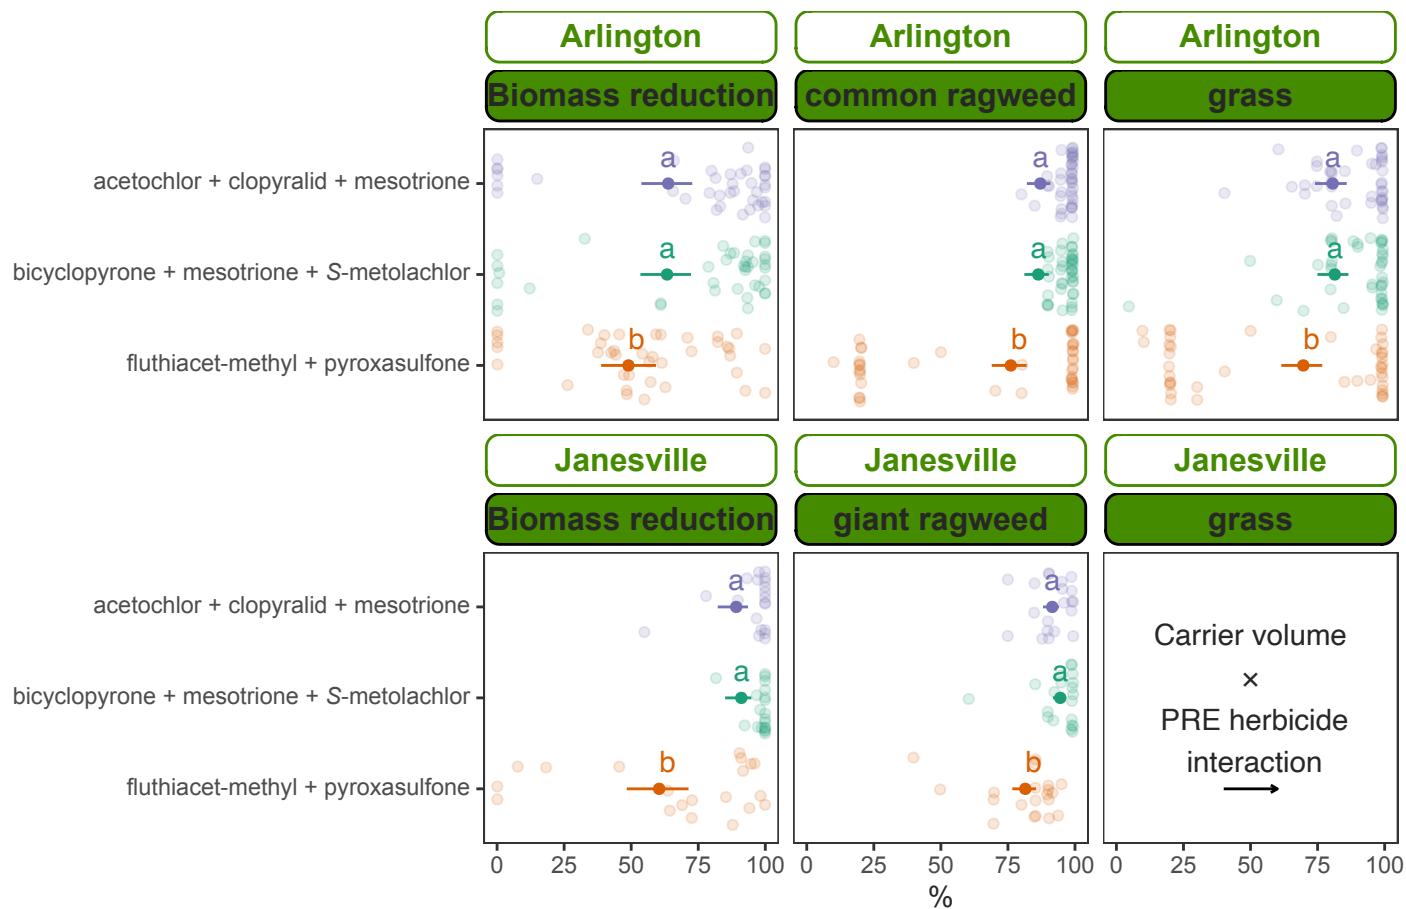 Arlington
Arlington
Arlington
Biomass reduction
common ragweed
grass
acetochlor + clopyralid + mesotrione
a
a
a
bicyclopyrone + mesotrione + S-metolachlor
a
a
a
fluthiacet-methyl + pyroxasulfone
b
b
b
Janesville
Janesville
Janesville
Biomass reduction
giant ragweed
grass
acetochlor + clopyralid + mesotrione
a
a
bicyclopyrone + mesotrione + S-metolachlor
a
a
fluthiacet-methyl + pyroxasulfone
b
b
Carrier volume
×
PRE herbicide
interaction
0 25 50 75 100
0 25 50 75 100
0 25 50 75 100
%